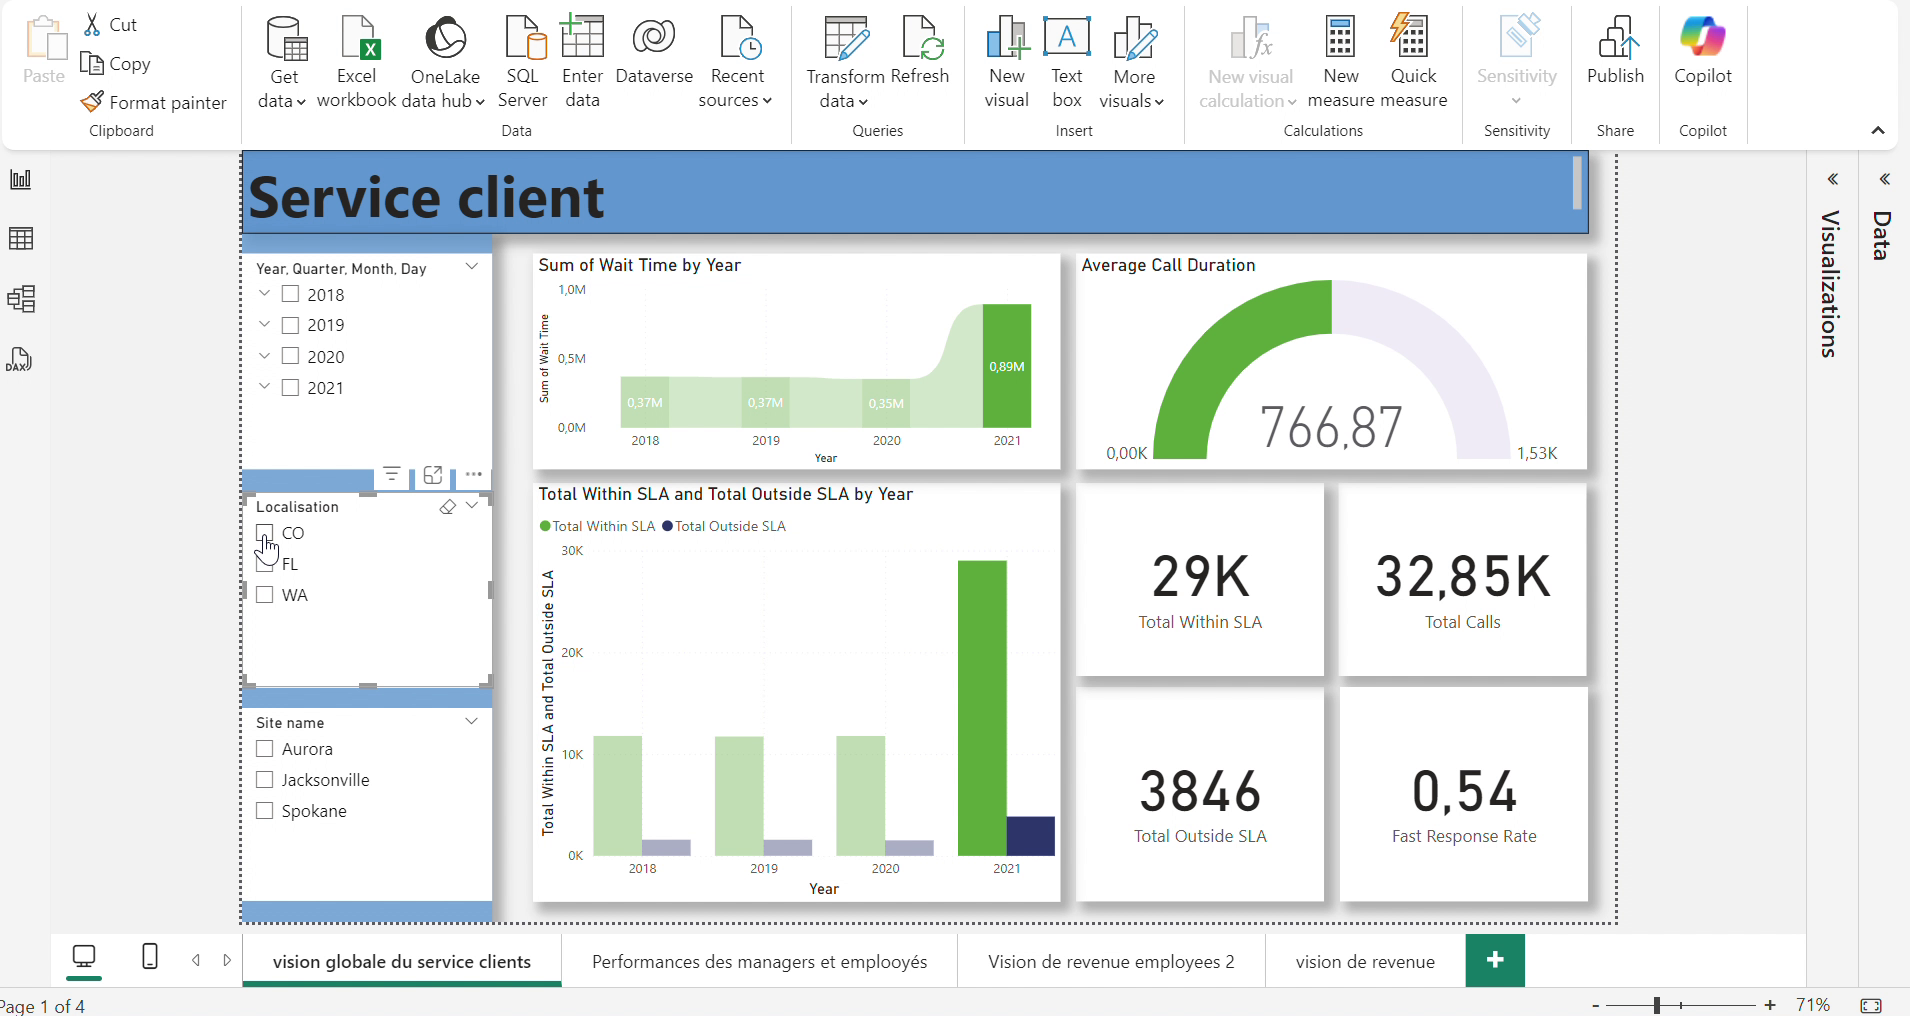 Paste
Cut
Copy
Format painter
Clipboard
Get data
Excel workbook
OneLake data hub
SQL Server
Enter data
Dataverse
Recent sources
Data
Transform data
Refresh
Queries
New visual
Text box
More visuals
Insert
New visual calculation
New measure
Quick measure
Calculations
Sensitivity
Sensitivity
Publish
Share
Copilot
Copilot
Service client
Year, Quarter, Month, Day
2018
2019
2020
2021
Localisation
CO
FL
WA
Site name
Aurora
Jacksonville
Spokane
Sum of Wait Time by Year
Sum of Wait Time
1,0M
0,5M
0,0M
0,37M
0,37M
0,35M
0,89M
2018
2019
2020
2021
Year
Average Call Duration
766,87
0,00K
1,53K
Total Within SLA and Total Outside SLA by Year
Total Within SLA
Total Outside SLA
Total Within SLA and Total Outside SLA
30K
20K
10K
0K
2018
2019
2020
2021
Year
29K
Total Within SLA
32,85K
Total Calls
3846
Total Outside SLA
0,54
Fast Response Rate
Visualizations
Data
DAX
vision globale du service clients
Performances des managers et emplooyés
Vision de revenue employees 2
vision de revenue
+
Page 1 of 4
-
+
71%